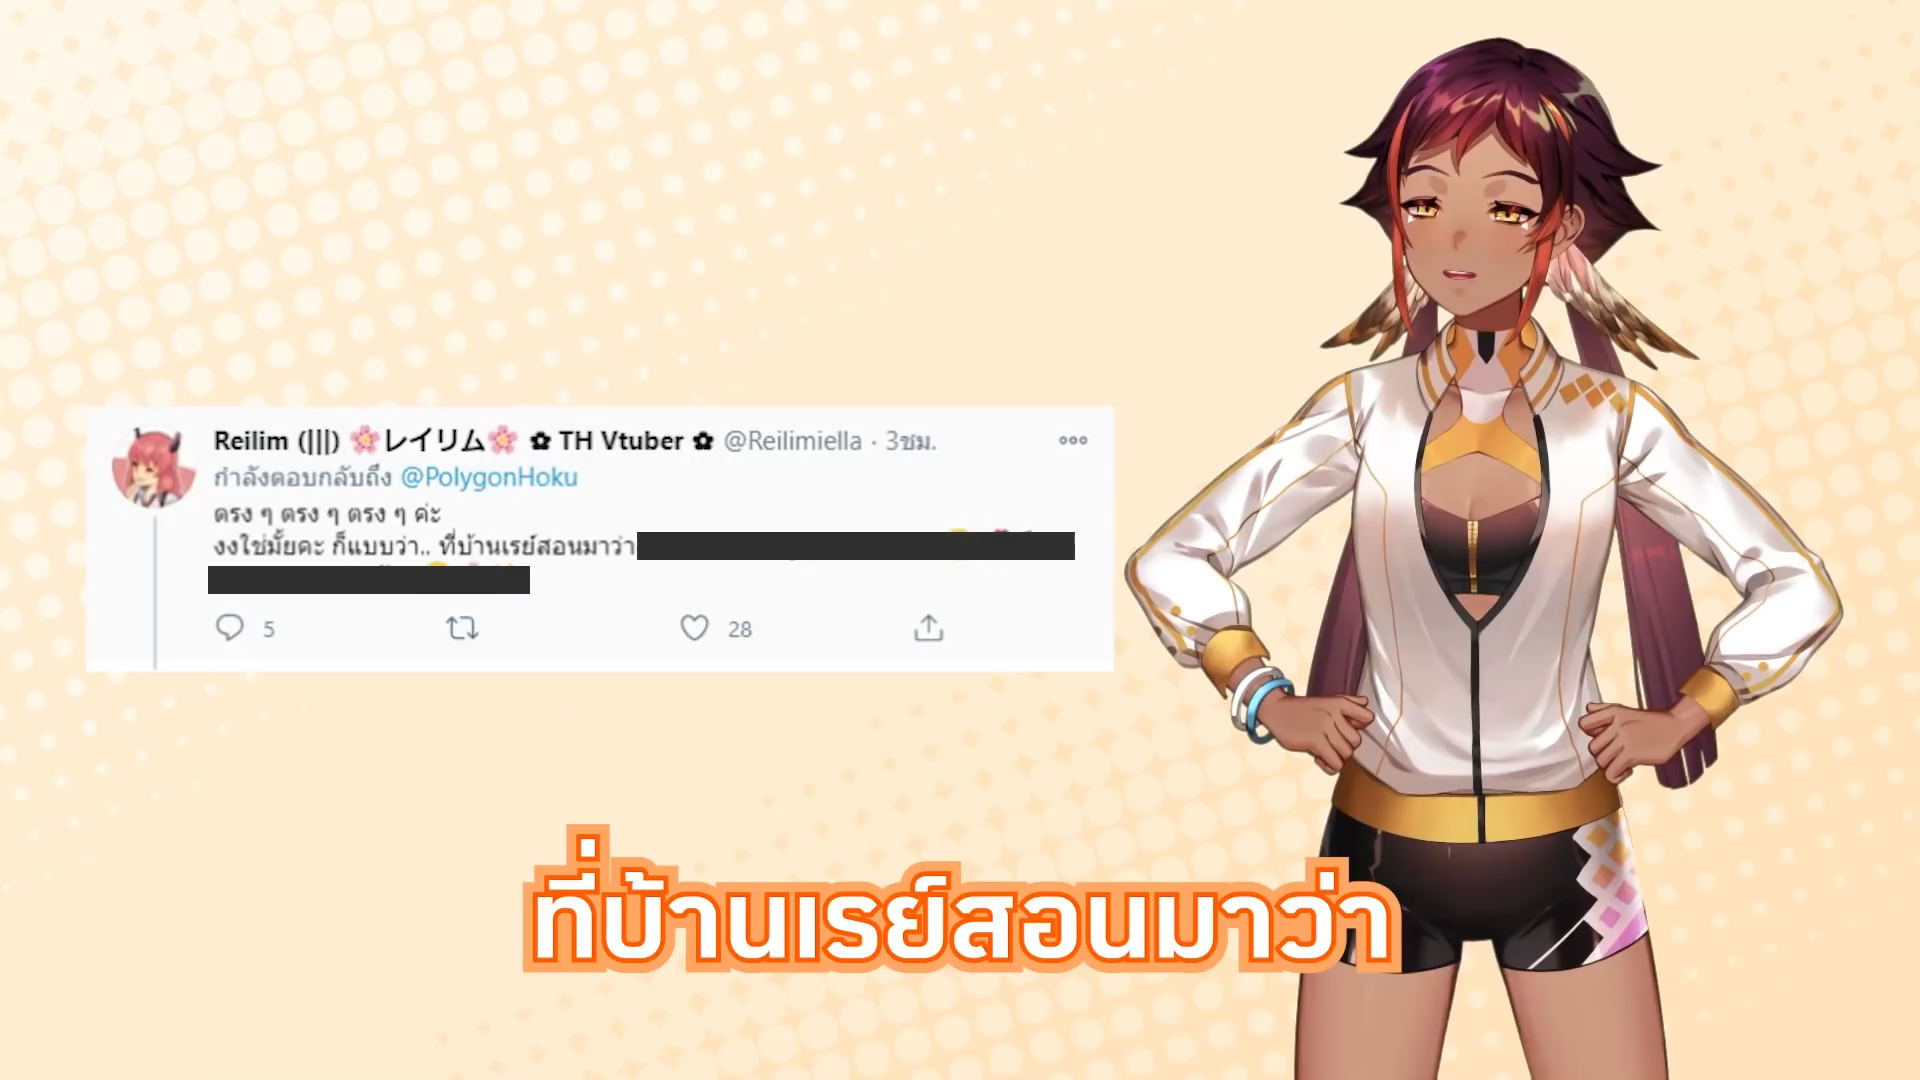 Reilim (|||) 🌸レイリム🌸 ✿ TH Vtuber ✿ @Reilimiella · 3ชม.
กำลังตอบกลับถึง @PolygonHoku
ตรง ๆ ตรง ๆ ตรง ๆ ค่ะ
งงใช่มั้ยคะ ก็แบบว่า.. ที่บ้านเรย์สอนมาว่า
5 28
ที่บ้านเรย์สอนมาว่า